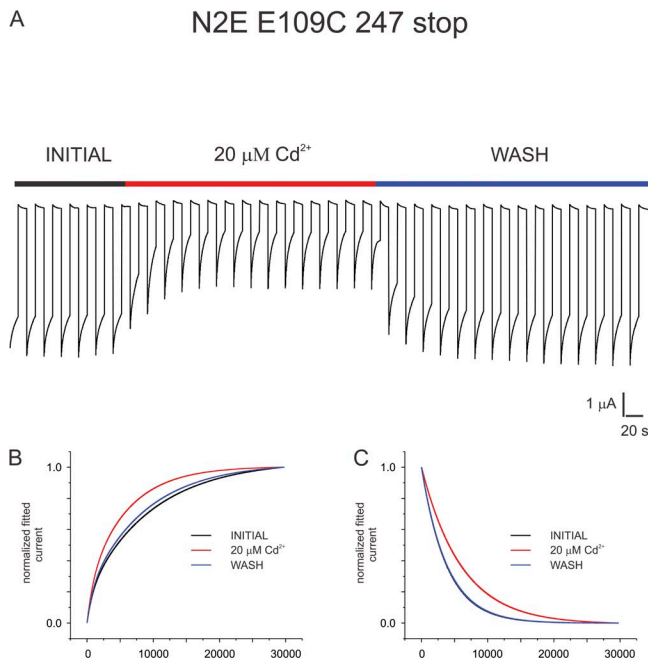 A
N2E E109C 247 stop
INITIAL
20 μM Cd²⁺
WASH
1 μA
20 s
B
1.0
0.0
normalized fitted
current
INITIAL
20 μM Cd²⁺
WASH
0
10000
20000
30000
C
1.0
0.0
normalized fitted
current
INITIAL
20 μM Cd²⁺
WASH
0
10000
20000
30000